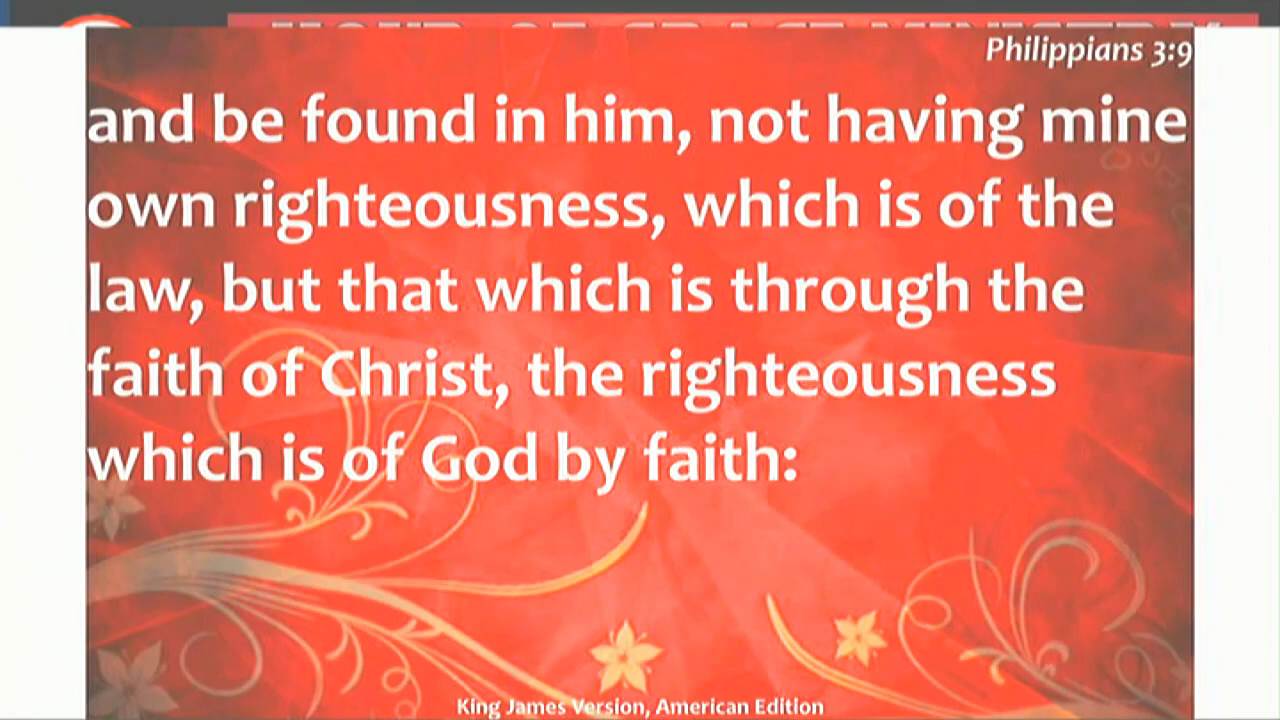 Philippians 3:9
and be found in him, not having mine
own righteousness, which is of the
law, but that which is through the
faith of Christ, the righteousness
which is of God by faith:
King James Version, American Edition